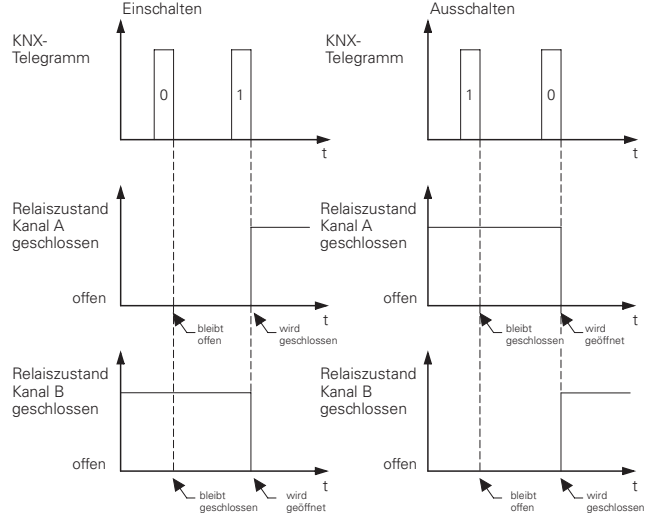 Einschalten
KNX-
Telegramm
0
1
t
Relaiszustand
Kanal A
geschlossen
offen
t
bleibt
offen
wird
geschlossen
Relaiszustand
Kanal B
geschlossen
offen
t
bleibt
geschlossen
wird
geöffnet
Ausschalten
KNX-
Telegramm
1
0
t
Relaiszustand
Kanal A
geschlossen
offen
t
bleibt
geschlossen
wird
geöffnet
Relaiszustand
Kanal B
geschlossen
offen
t
bleibt
offen
wird
geschlossen